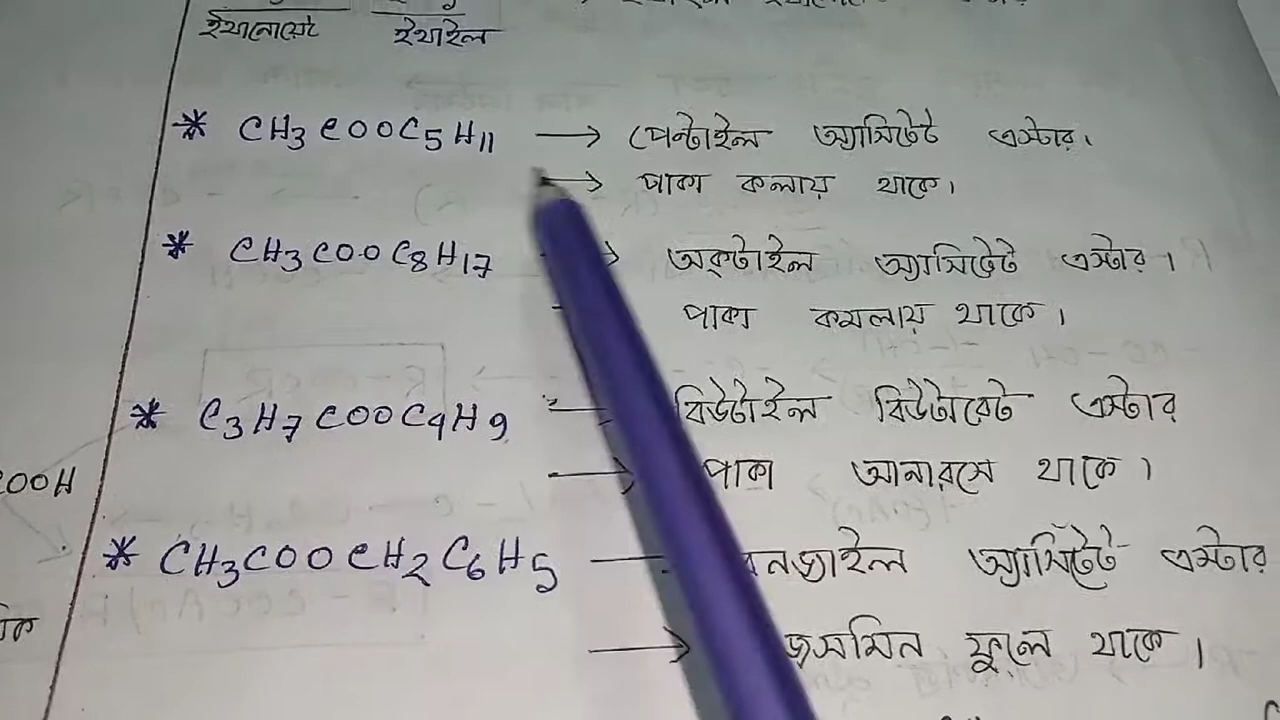 ইথানোয়েট ইথাইল
* CH3COOC5H11 → পেন্টাইল অ্যাসিটেট এস্টার।
→ পাকা কলায় থাকে।
* CH3COOC8H17 → অক্টাইল অ্যাসিটেট এস্টার।
পাকা কমলায় থাকে।
* C3H7COOC4H9 বিউটাইল বিউটারেট এস্টার
→ পাকা আনারসে থাকে।
COOH
* CH3COOCH2C6H5 অ্যাসিটেট এস্টার
→ ফুলে থাকে।